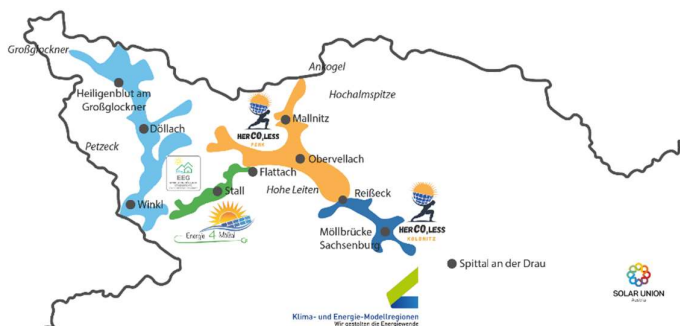 Großglockner
Ankogel
Hochalmspitze
Heiligenblut am
Großglockner
Mallnitz
Döllach
HERCO₂LESS
Petzeck
Obervellach
EEG
Flattach
Stall
Hohe Leiten
Reißeck
Winkl
HERCO₂LESS
KOLBNITZ
Möllbrücke
Sachsenburg
Energie 4 Mölltal
Spittal an der Drau
SOLAR UNION
Austria
Klima- und Energie-Modellregionen
Wir gestalten die Energiewende